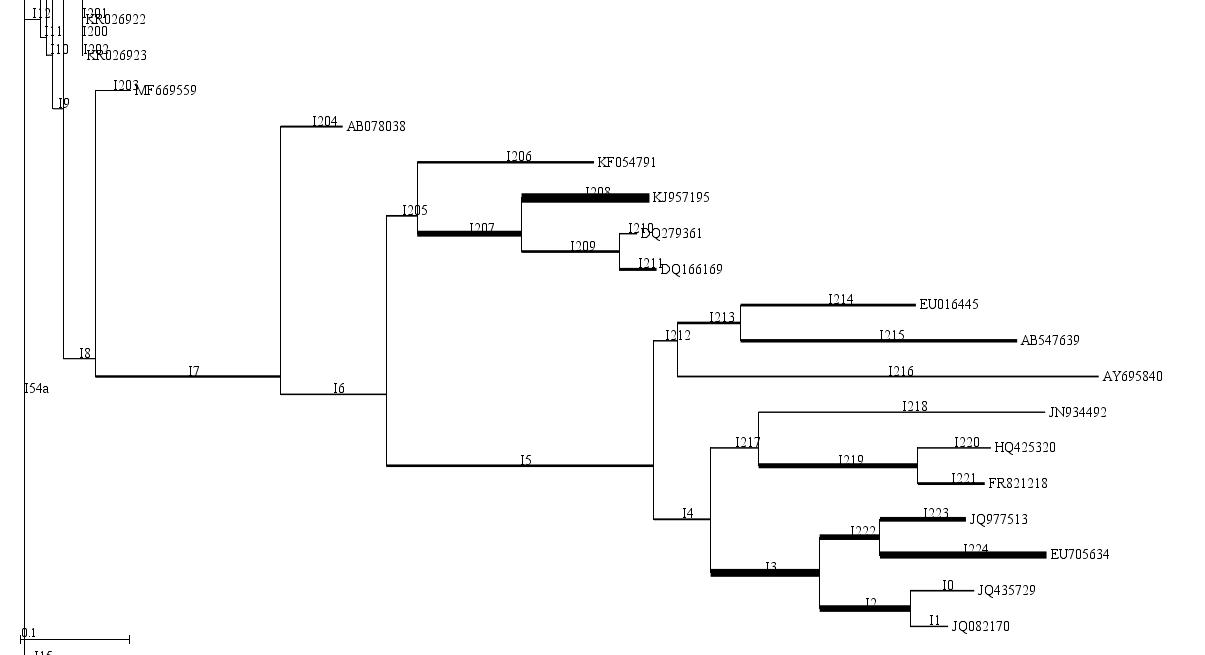 I12
I201
KR026922
I11
I200
I10
I202
KR026923
I203
MF669559
I9
I204
AB078038
I206
KF054791
I208
KJ957195
I205
I207
I210
DQ279361
I209
I211
DQ166169
I214
EU016445
I213
I212
I215
AB547639
I8
I7
I216
AY695840
I54a
I6
I218
JN934492
I217
I220
HQ425320
I5
I219
I221
FR821218
I4
I223
JQ977513
I222
I224
EU705634
I3
I0
JQ435729
I2
I1
JQ082170
0.1